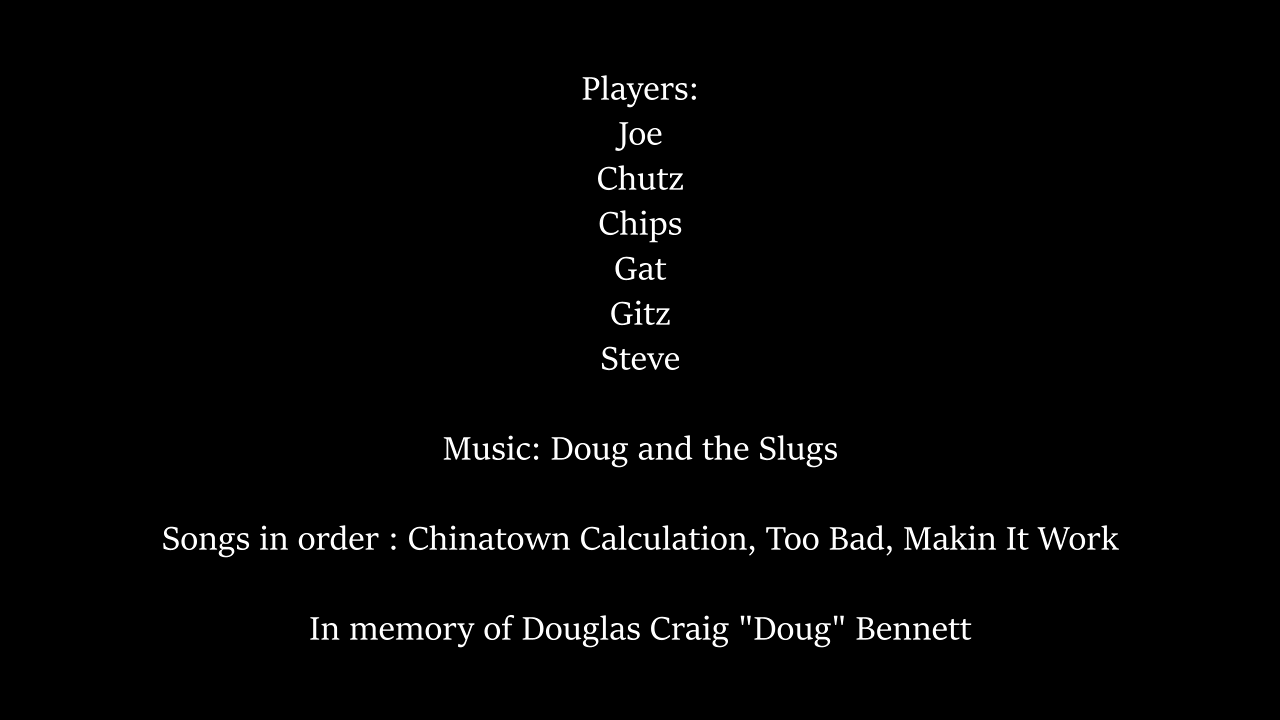 Players:
Joe
Chutz
Chips
Gat
Gitz
Steve
Music: Doug and the Slugs
Songs in order : Chinatown Calculation, Too Bad, Makin It Work
In memory of Douglas Craig "Doug" Bennett